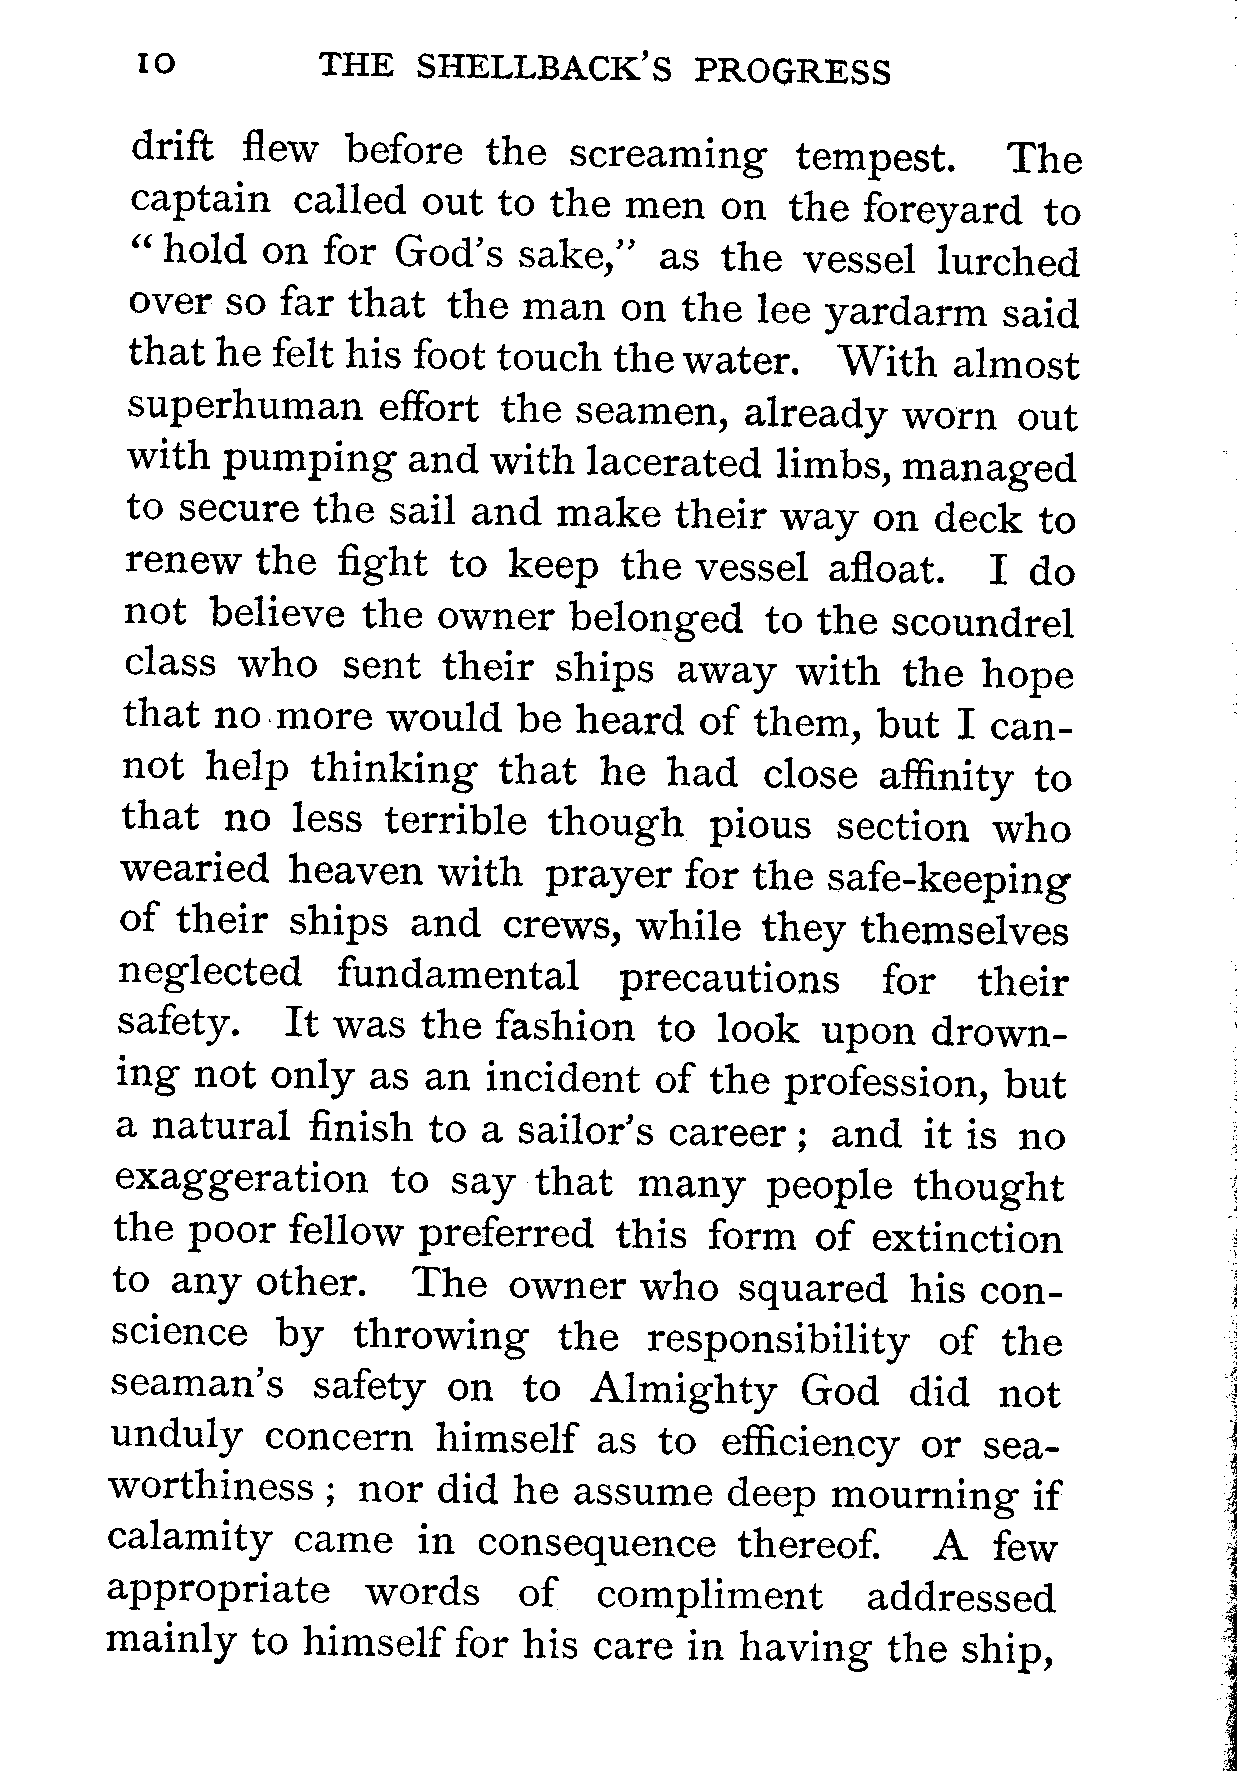 10 THE SHELLBACK'S PROGRESS
drift flew before the screaming tempest. The
captain called out to the men on the foreyard to
“ hold on for God's sake,” as the vessel lurched
over so far that the man on the lee yardarm said
that he felt his foot touch the water. With almost
superhuman effort the seamen, already worn out
with pumping and with lacerated limbs, managed
to secure the sail and make their way on deck to
renew the fight to keep the vessel afloat. I do
not believe the owner belonged to the scoundrel
class who sent their ships away with the hope
that no more would be heard of them, but I can-
not help thinking that he had close affinity to
that no less terrible though pious section who
wearied heaven with prayer for the safe-keeping
of their ships and crews, while they themselves
neglected fundamental precautions for their
safety. It was the fashion to look upon drown-
ing not only as an incident of the profession, but
a natural finish to a sailor's career ; and it is no
exaggeration to say that many people thought
the poor fellow preferred this form of extinction
to any other. The owner who squared his con-
science by throwing the responsibility of the
seaman's safety on to Almighty God did not
unduly concern himself as to efficiency or sea-
worthiness ; nor did he assume deep mourning if
calamity came in consequence thereof. A few
appropriate words of compliment addressed
mainly to himself for his care in having the ship,